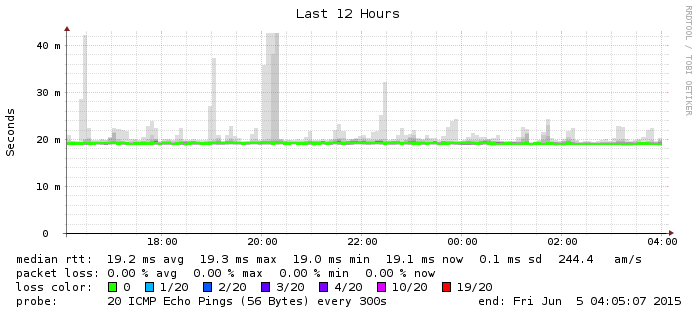 Last 12 Hours
RRDTOOL / TOBI OETIKER
Seconds
40 m
30 m
20 m
10 m
0
18:00 20:00 22:00 00:00 02:00 04:00
median rtt: 19.2 ms avg 19.3 ms max 19.0 ms min 19.1 ms now 0.1 ms sd 244.4 am/s
packet loss: 0.00 % avg 0.00 % max 0.00 % min 0.00 % now
loss color: 0 1/20 2/20 3/20 4/20 10/20 19/20
probe: 20 ICMP Echo Pings (56 Bytes) every 300s end: Fri Jun 5 04:05:07 2015